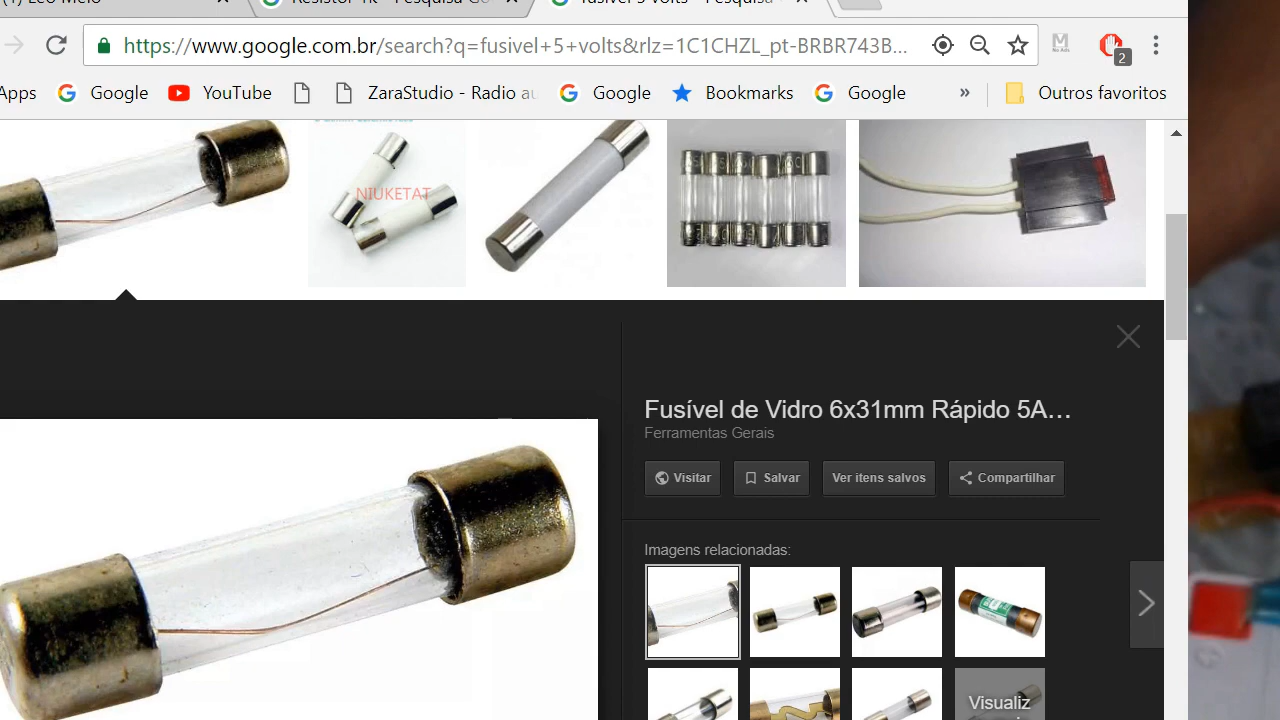 https://www.google.com.br/search?q=fusivel+5+volts&rlz=1C1CHZL_pt-BRBR743B...
2
Apps Google YouTube ZaraStudio - Radio au Google Bookmarks Google » Outros favoritos
NIUKETAT
Fusível de Vidro 6x31mm Rápido 5A...
Ferramentas Gerais
Visitar Salvar Ver itens salvos Compartilhar
Imagens relacionadas:
Visualiz